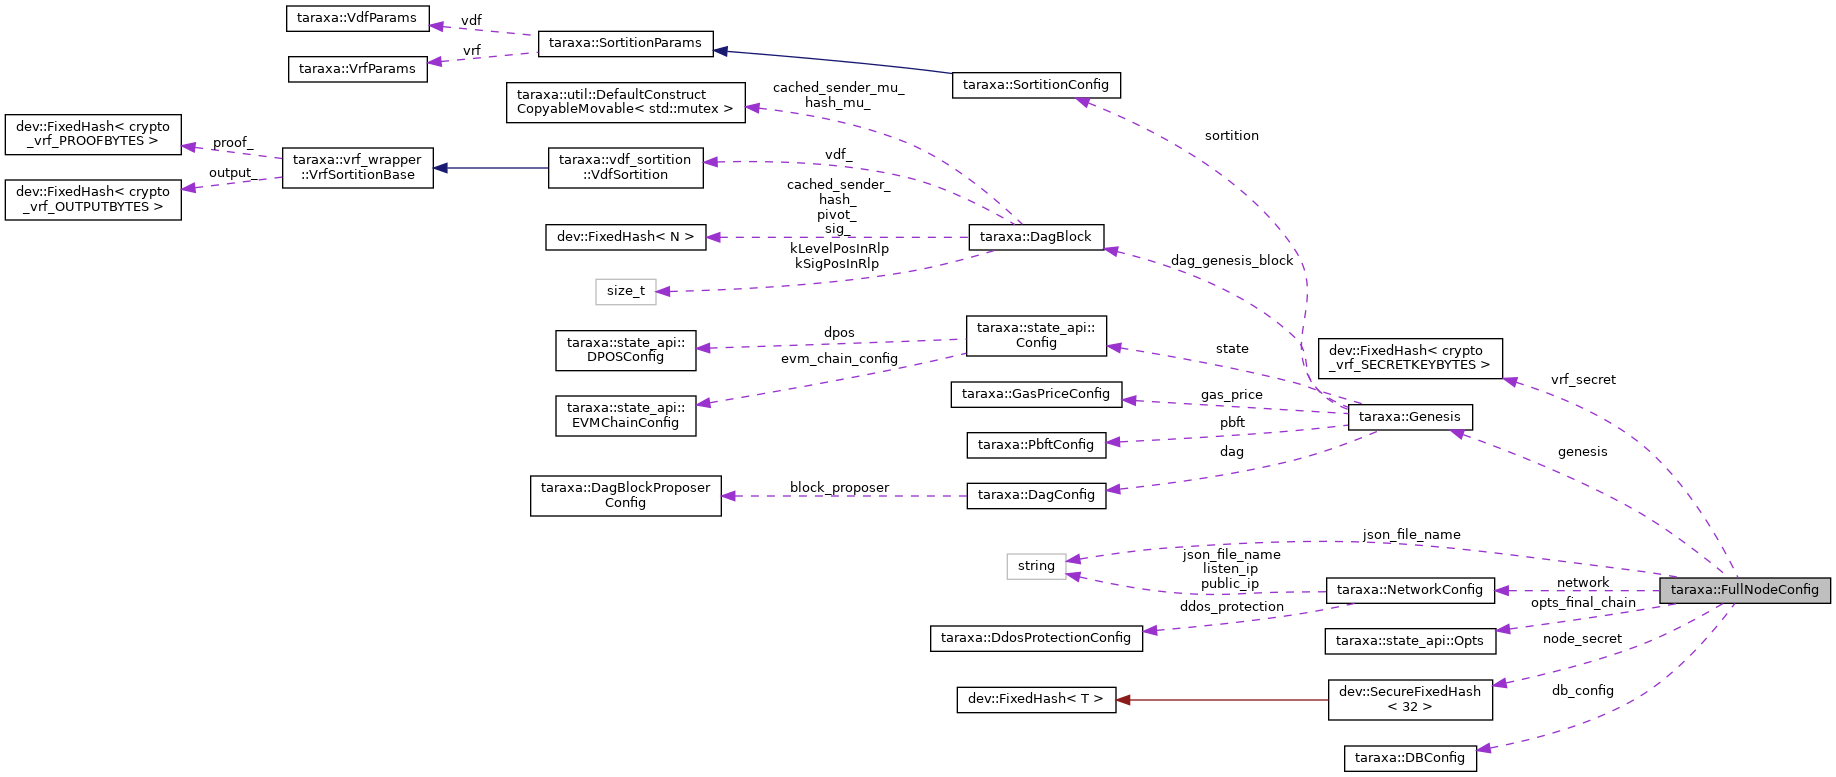 taraxa::VdfParams
vdf
taraxa::SortitionParams
vrf
taraxa::VrfParams
taraxa::SortitionConfig
taraxa::util::DefaultConstruct
CopyableMovable< std::mutex >
cached_sender_mu_
hash_mu_
dev::FixedHash< crypto
_vrf_PROOFBYTES >
proof_
sortition
taraxa::vrf_wrapper
::VrfSortitionBase
taraxa::vdf_sortition
::VdfSortition
vdf_
output_
dev::FixedHash< crypto
_vrf_OUTPUTBYTES >
cached_sender_
hash_
pivot_
sig_
dev::FixedHash< N >
taraxa::DagBlock
kLevelPosInRlp
kSigPosInRlp
dag_genesis_block
size_t
taraxa::state_api::
DPOSConfig
dpos
taraxa::state_api::
Config
state
evm_chain_config
dev::FixedHash< crypto
_vrf_SECRETKEYBYTES >
vrf_secret
taraxa::state_api::
EVMChainConfig
taraxa::GasPriceConfig
gas_price
taraxa::Genesis
pbft
taraxa::PbftConfig
dag
genesis
taraxa::DagBlockProposer
Config
block_proposer
taraxa::DagConfig
json_file_name
string
json_file_name
listen_ip
public_ip
taraxa::NetworkConfig
network
taraxa::FullNodeConfig
ddos_protection
opts_final_chain
taraxa::DdosProtectionConfig
taraxa::state_api::Opts
node_secret
dev::FixedHash< T >
dev::SecureFixedHash
< 32 >
db_config
taraxa::DBConfig